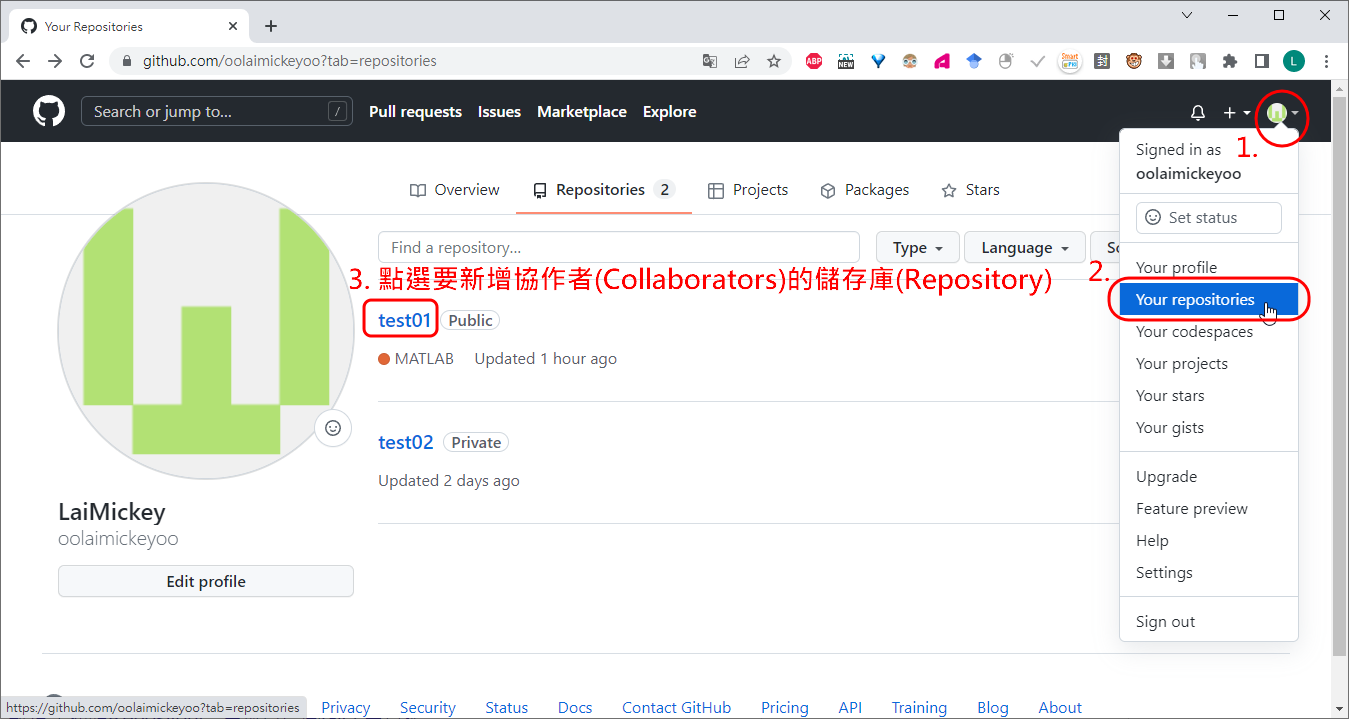 Your Repositories
github.com/oolaimickeyoo?tab=repositories
ABP
NEW
Smart
封
L
Search or jump to... /
Pull requests Issues Marketplace Explore
1.
Signed in as
oolaimickeyoo
Set status
Your profile
2.
Your repositories
Your codespaces
Your projects
Your stars
Your gists
Upgrade
Feature preview
Help
Settings
Sign out
Overview Repositories 2 Projects Packages Stars
Find a repository...
Type Language
3. 點選要新增協作者(Collaborators)的儲存庫(Repository)
test01 Public
MATLAB Updated 1 hour ago
test02 Private
Updated 2 days ago
LaiMickey
oolaimickeyoo
Edit profile
https://github.com/oolaimickeyoo?tab=repositories
Privacy Security Status Docs Contact GitHub Pricing API Training Blog About